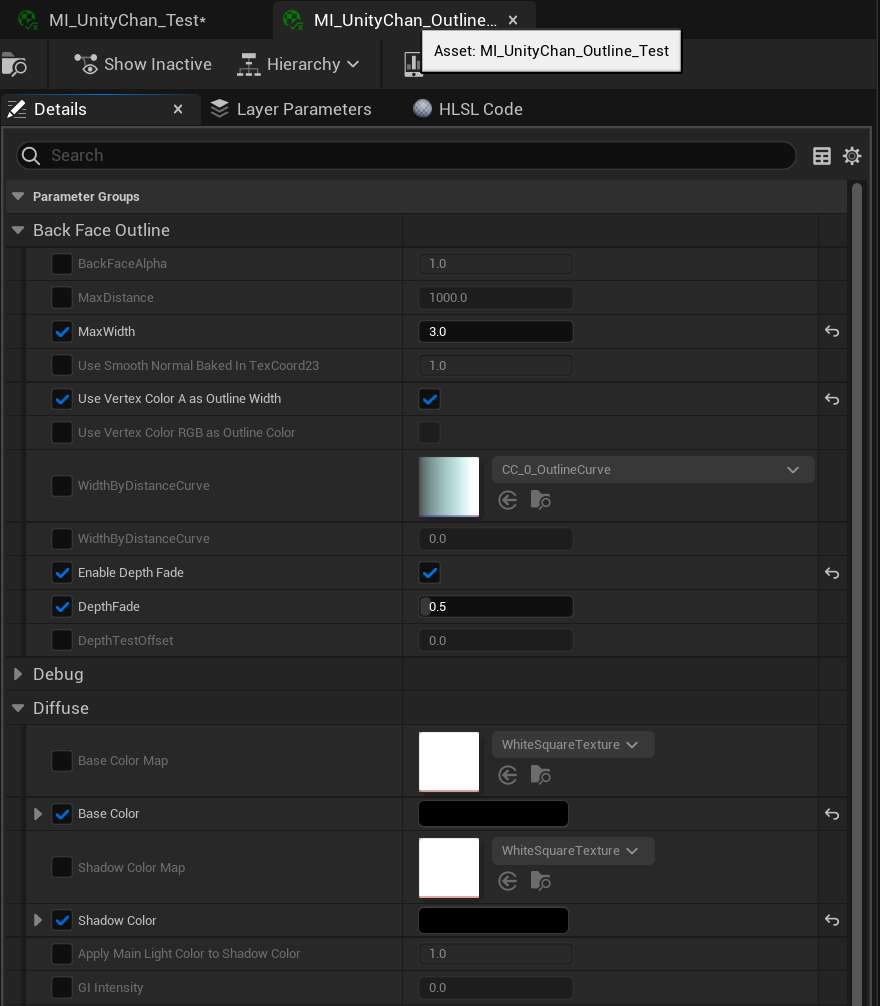 MI_UnityChan_Test*
MI_UnityChan_Outline...
Asset: MI_UnityChan_Outline_Test
Show Inactive
Hierarchy
Details
Layer Parameters
HLSL Code
Search
Parameter Groups
Back Face Outline
BackFaceAlpha 1.0
MaxDistance 1000.0
MaxWidth 3.0
Use Smooth Normal Baked In TexCoord23 1.0
Use Vertex Color A as Outline Width
Use Vertex Color RGB as Outline Color
WidthByDistanceCurve CC_0_OutlineCurve
WidthByDistanceCurve 0.0
Enable Depth Fade
DepthFade 0.5
DepthTestOffset 0.0
Debug
Diffuse
Base Color Map WhiteSquareTexture
Base Color
Shadow Color Map WhiteSquareTexture
Shadow Color
Apply Main Light Color to Shadow Color 1.0
GI Intensity 0.0